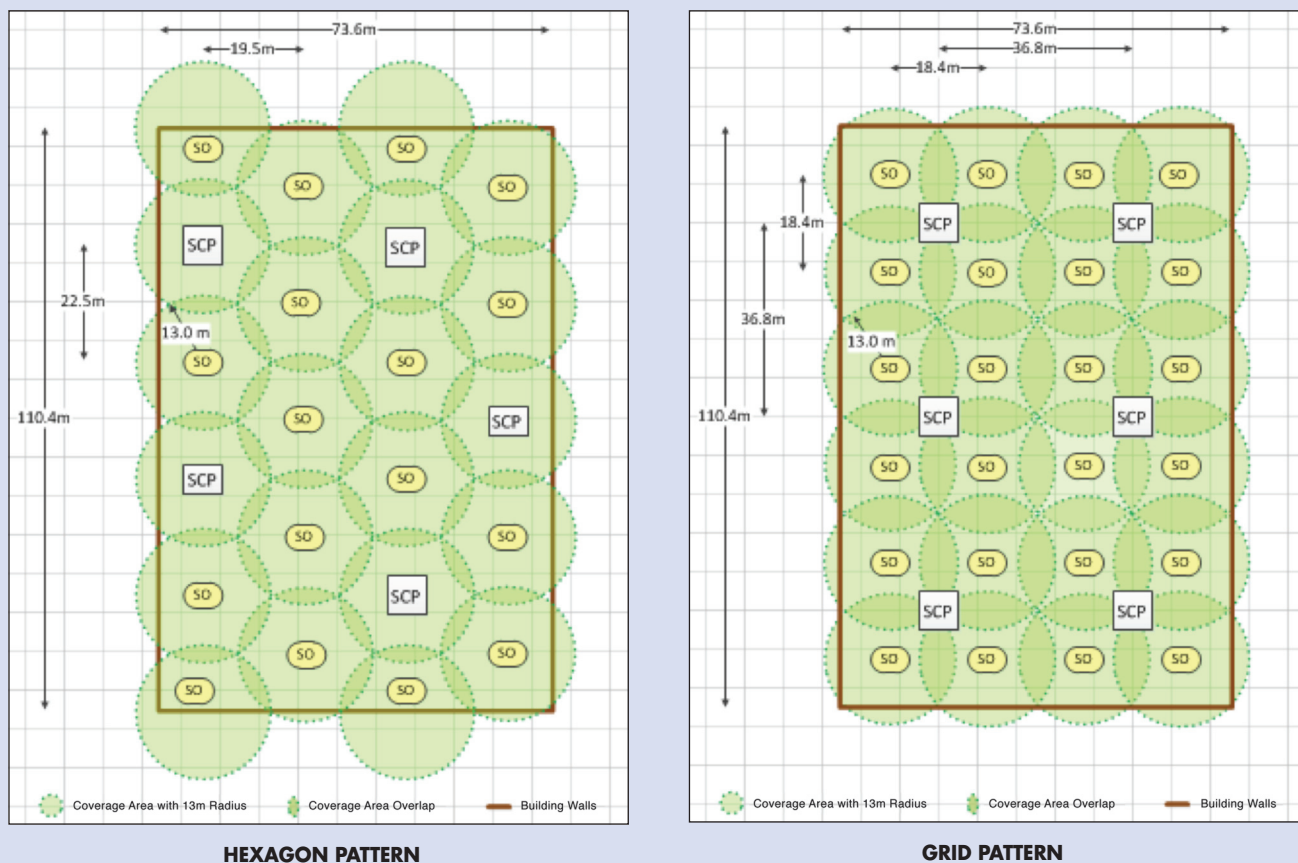 73.6m
19.5m
SO
SO
SO
SO
SCP
SCP
22.5m
SO
SO
13.0 m
SO
SO
110.4m
SO
SCP
SCP
SO
SO
SO
SO
SCP
SO
SO
SO
SO
Coverage Area with 13m Radius
Coverage Area Overlap
Building Walls
HEXAGON PATTERN
73.6m
36.8m
18.4m
SO
SO
SO
SO
18.4m
SCP
SCP
SO
SO
SO
SO
36.8m
13.0 m
SO
SO
SO
SO
110.4m
SCP
SCP
SO
SO
SO
SO
SO
SO
SO
SO
SCP
SCP
SO
SO
SO
SO
Coverage Area with 13m Radius
Coverage Area Overlap
Building Walls
GRID PATTERN